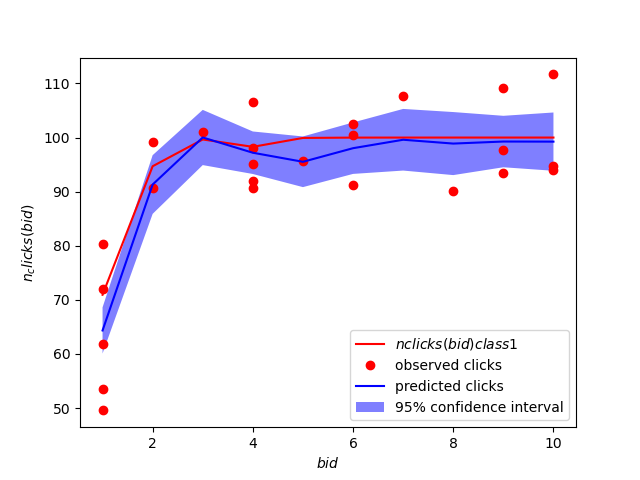 110
100
90
80
70
60
50
n_clicks(bid)
2
4
6
8
10
bid
nclicks(bid)class1
observed clicks
predicted clicks
95% confidence interval